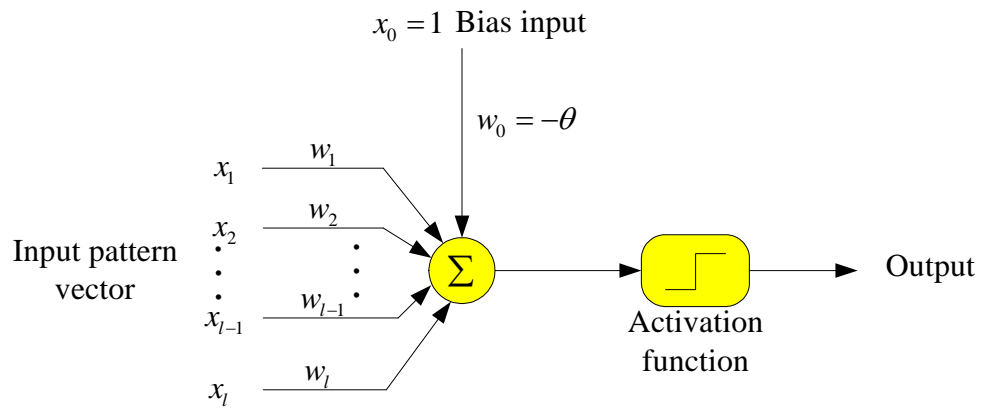 x₀ = 1 Bias input
w₀ = −θ
x₁ w₁
x₂ w₂
Input pattern
vector
Σ
Output
xₗ₋₁ wₗ₋₁
Activation
function
xₗ wₗ